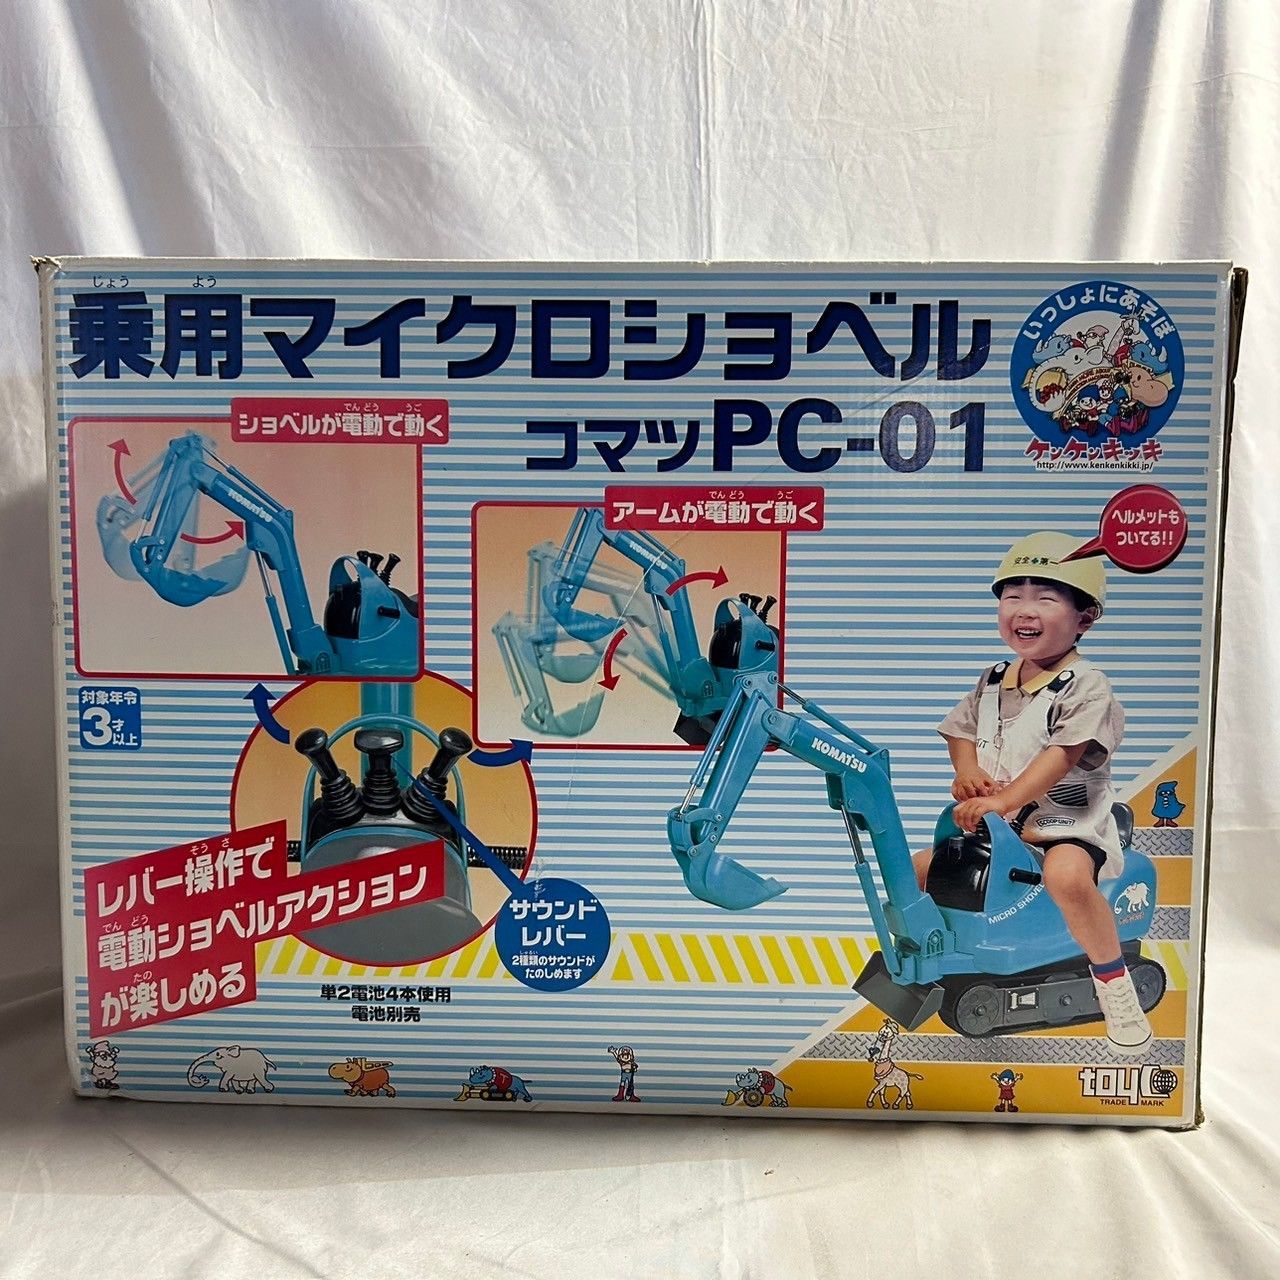 じょう よう
乗用マイクロショベル
コマツPC-01
いっしょにあそぼ
ケンケンキッキ
http://www.kenkenkikki.jp/
でんどう うご
ショベルが電動で動く
KOMATSU
でんどう うご
アームが電動で動く
KOMATSU
ヘルメットも
ついてる!!
安全 第一
対象年令
3才以上
KOMATSU
SCOOP UNIT
MICRO SHOVEL
そうさ
レバー操作で
でんどう
電動ショベルアクション
たの
が楽しめる
サウンド
レバー
しゅるい
2種類のサウンドが
たのしめます
単2電池4本使用
電池別売
toyCo
TRADE MARK